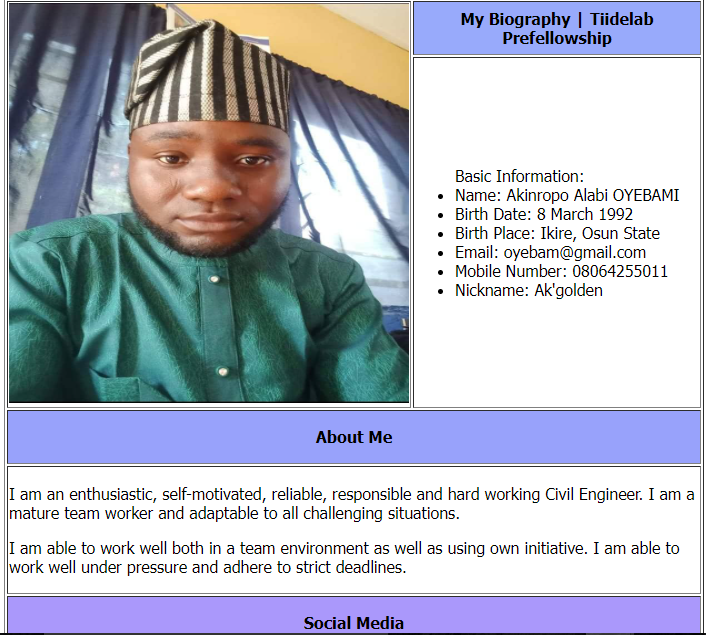 My Biography | Tiidelab
Prefellowship
Basic Information:
Name: Akinropo Alabi OYEBAMI
Birth Date: 8 March 1992
Birth Place: Ikire, Osun State
Email: oyebam@gmail.com
Mobile Number: 08064255011
Nickname: Ak'golden
About Me
I am an enthusiastic, self-motivated, reliable, responsible and hard working Civil Engineer. I am a
mature team worker and adaptable to all challenging situations.
I am able to work well both in a team environment as well as using own initiative. I am able to
work well under pressure and adhere to strict deadlines.
Social Media